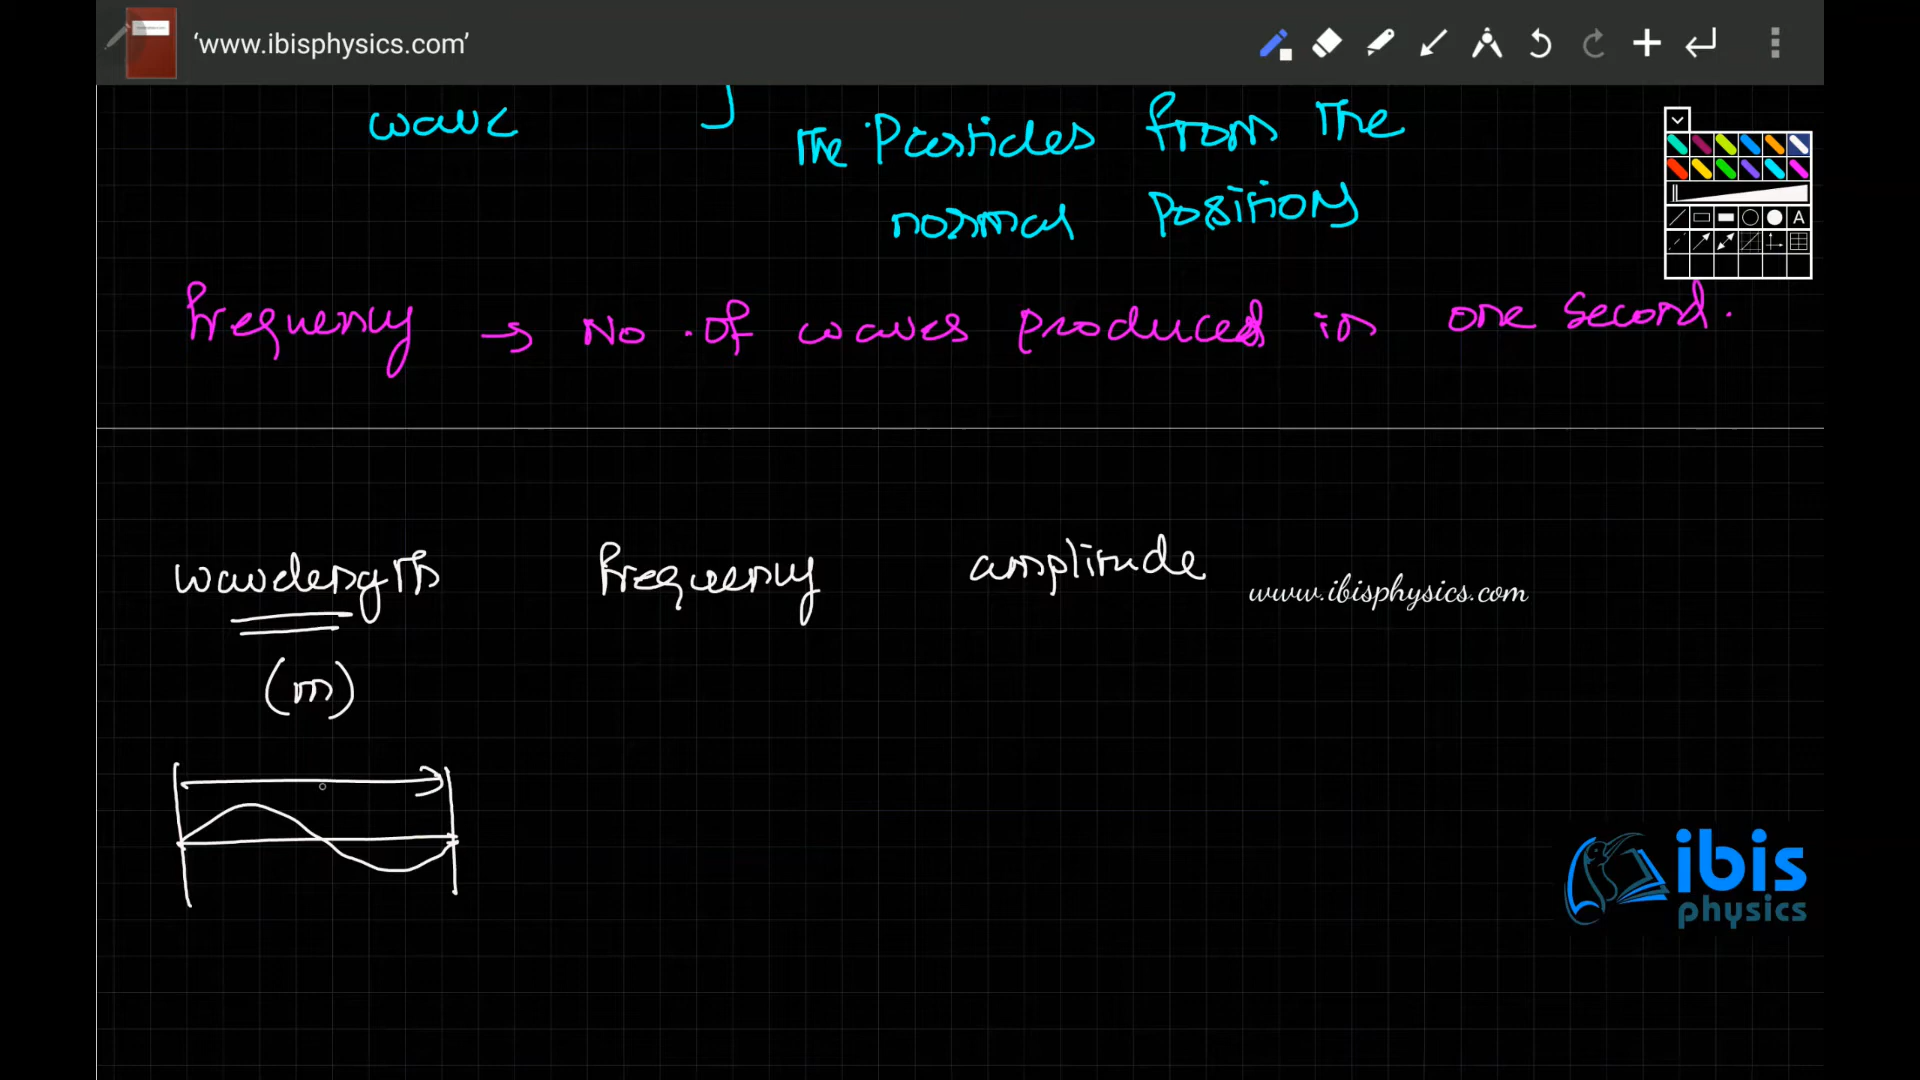 'www.ibisphysics.com'
wave
The Particles from The
normal Positions
frequency → No . of waves produced in one second.
wavelength frequency amplitude
www.ibisphysics.com
(m)
ibis
physics
A